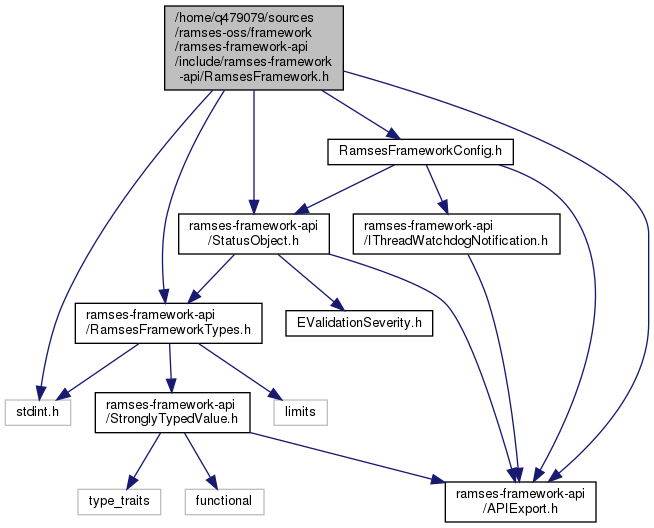 /home/q479079/sources
/ramses-oss/framework
/ramses-framework-api
/include/ramses-framework
-api/RamsesFramework.h
RamsesFrameworkConfig.h
ramses-framework-api
/StatusObject.h
ramses-framework-api
/IThreadWatchdogNotification.h
ramses-framework-api
/RamsesFrameworkTypes.h
EValidationSeverity.h
stdint.h
ramses-framework-api
/StronglyTypedValue.h
limits
type_traits
functional
ramses-framework-api
/APIExport.h